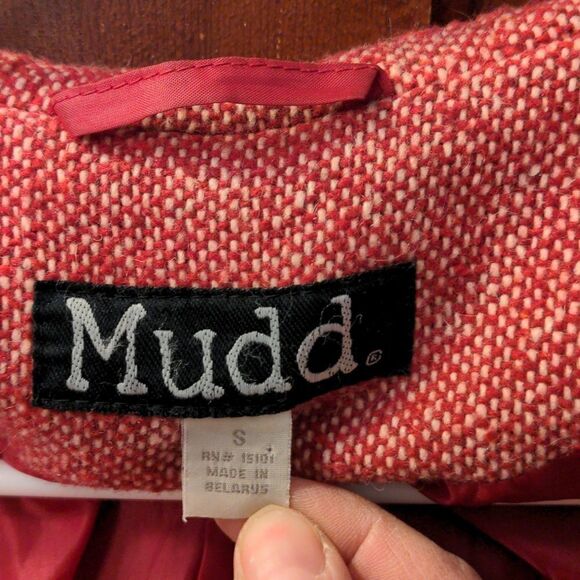 Mudd.®
S
RN# 15101
MADE IN
BELARUS